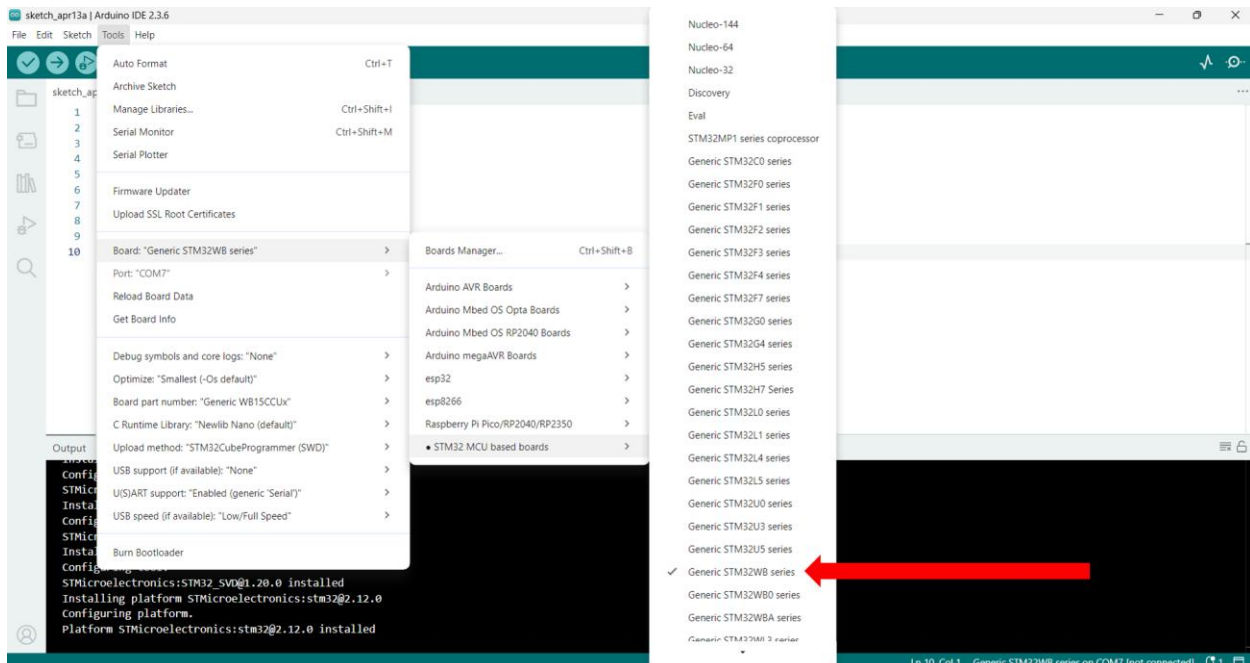 sketch_apr13a | Arduino IDE 2.3.6
File Edit Sketch Tools Help
sketch_ap
1
2
3
4
5
6
7
8
9
10
Auto Format Ctrl+T
Archive Sketch
Manage Libraries... Ctrl+Shift+I
Serial Monitor Ctrl+Shift+M
Serial Plotter
Firmware Updater
Upload SSL Root Certificates
Board: "Generic STM32WB series"
Port: "COM7"
Reload Board Data
Get Board Info
Debug symbols and core logs: "None"
Optimize: "Smallest (-Os default)"
Board part number: "Generic WB15CCUx"
C Runtime Library: "Newlib Nano (default)"
Upload method: "STM32CubeProgrammer (SWD)"
USB support (if available): "None"
U(S)ART support: "Enabled (generic 'Serial')"
USB speed (if available): "Low/Full Speed"
Burn Bootloader
Boards Manager... Ctrl+Shift+B
Arduino AVR Boards
Arduino Mbed OS Opta Boards
Arduino Mbed OS RP2040 Boards
Arduino megaAVR Boards
esp32
esp8266
Raspberry Pi Pico/RP2040/RP2350
• STM32 MCU based boards
Nucleo-144
Nucleo-64
Nucleo-32
Discovery
Eval
STM32MP1 series coprocessor
Generic STM32C0 series
Generic STM32F0 series
Generic STM32F1 series
Generic STM32F2 series
Generic STM32F3 series
Generic STM32F4 series
Generic STM32F7 series
Generic STM32G0 series
Generic STM32G4 series
Generic STM32H5 series
Generic STM32H7 Series
Generic STM32L0 series
Generic STM32L1 series
Generic STM32L4 series
Generic STM32L5 series
Generic STM32U0 series
Generic STM32U3 series
Generic STM32U5 series
✓ Generic STM32WB series
Generic STM32WB0 series
Generic STM32WBA series
Generic STM32WL3 series
Output
Config
STMicr
Instal
Config
STMicr
Instal
Configuring tool.
STMicroelectronics:STM32_SVD@1.20.0 installed
Installing platform STMicroelectronics:stm32@2.12.0
Configuring platform.
Platform STMicroelectronics:stm32@2.12.0 installed
Ln 10, Col 1 Generic STM32WB series on COM7 [not connected] 1